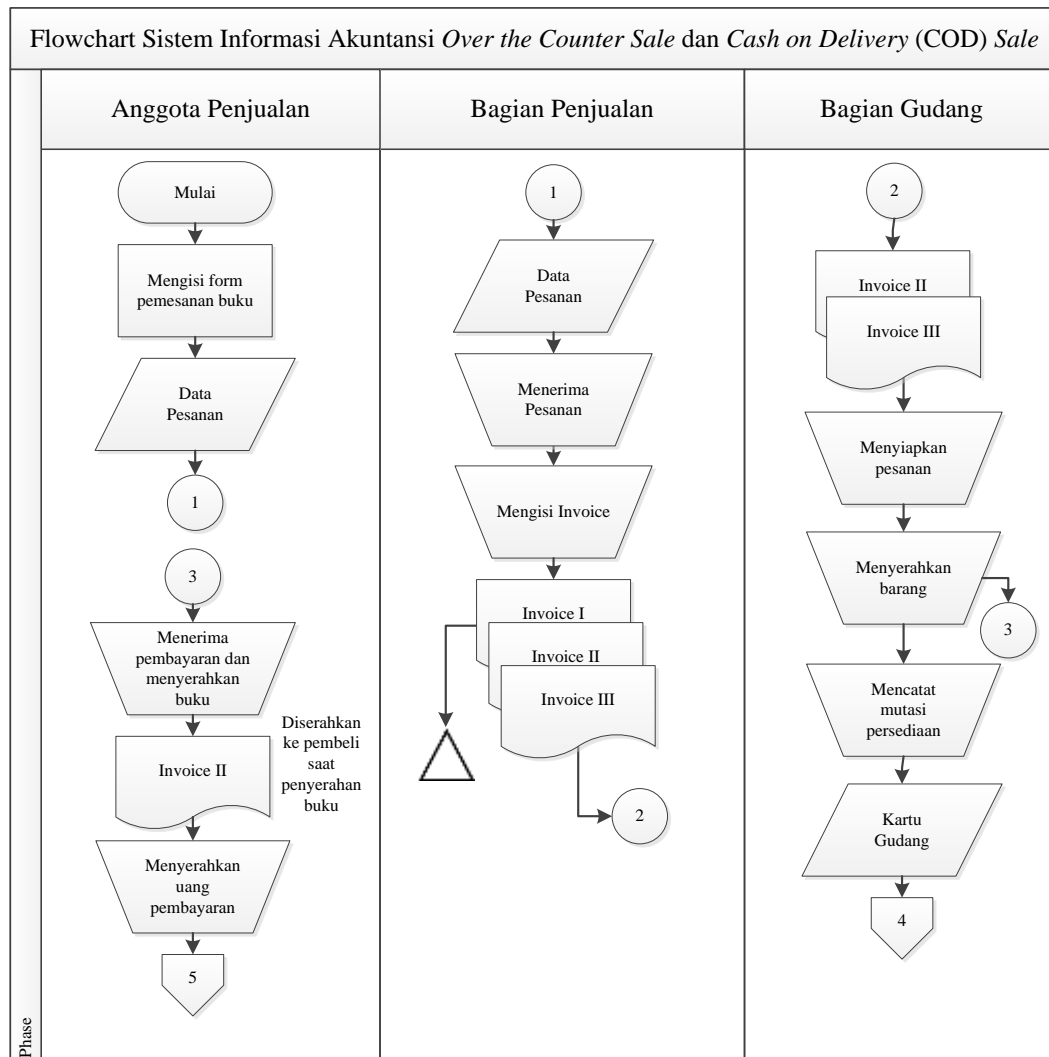 Flowchart Sistem Informasi Akuntansi Over the Counter Sale dan Cash on Delivery (COD) Sale
Anggota Penjualan
Mulai
Mengisi form
pemesanan buku
Data
Pesanan
1
3
Menerima
pembayaran dan
menyerahkan
buku
Invoice II
Diserahkan
ke pembeli
saat
penyerahan
buku
Menyerahkan
uang
pembayaran
5
Bagian Penjualan
1
Data
Pesanan
Menerima
Pesanan
Mengisi Invoice
Invoice I
Invoice II
Invoice III
2
Bagian Gudang
2
Invoice II
Invoice III
Menyiapkan
pesanan
Menyerahkan
barang
3
Mencatat
mutasi
persediaan
Kartu
Gudang
4
Phase